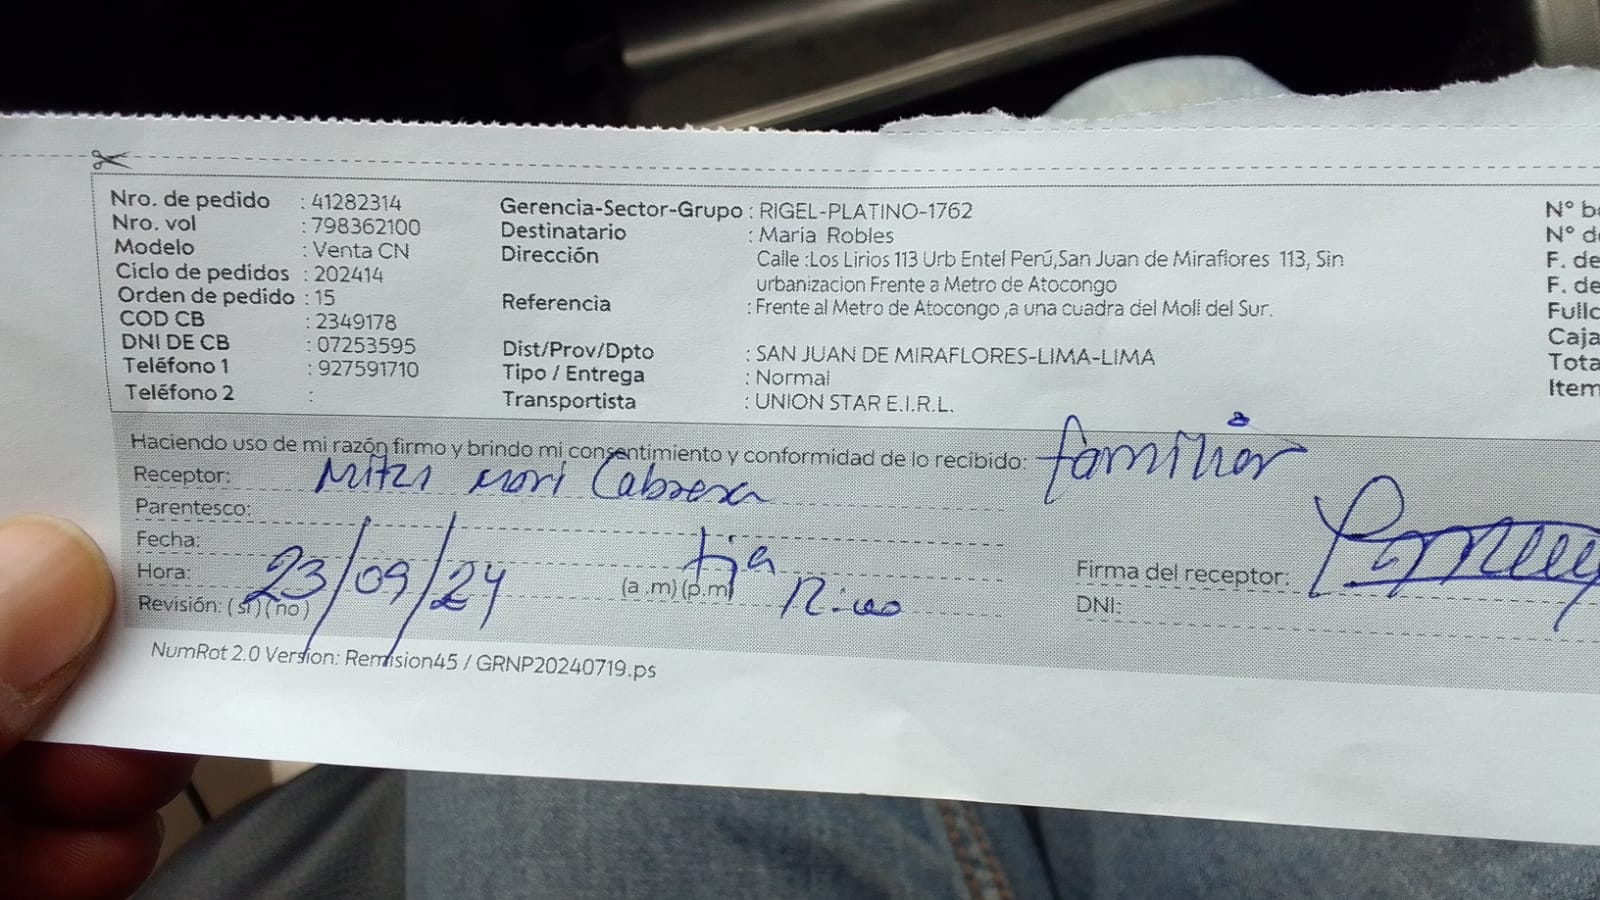 Nro. de pedido : 41282314
Nro. vol : 798362100
Modelo : Venta CN
Ciclo de pedidos : 202414
Orden de pedido : 15
COD CB : 2349178
DNI DE CB : 07253595
Teléfono 1 : 927591710
Teléfono 2 :
Gerencia-Sector-Grupo : RIGEL-PLATINO-1762
Destinatario : Maria Robles
Dirección Calle :Los Lirios 113 Urb Entel Perú,San Juan de Miraflores 113, Sin
urbanizacion Frente a Metro de Atocongo
Referencia : Frente al Metro de Atocongo ,a una cuadra del Moll del Sur.
Dist/Prov/Dpto : SAN JUAN DE MIRAFLORES-LIMA-LIMA
Tipo / Entrega : Normal
Transportista : UNION STAR E.I.R.L.
N° b
N° d
F. de
F. de
Caja
Tota
Item
Haciendo uso de mi razón firmo y brindo mi consentimiento y conformidad de lo recibido: familiar
Receptor: Mitzi Mori Cabrera
Parentesco:
Fecha: 23/09/24
Hora: (a .m) (p.m)
Revisión: ( si ) ( no )
Firma del receptor:
DNI:
NumRot 2.0 Version: Remision45 / GRNP20240719.ps